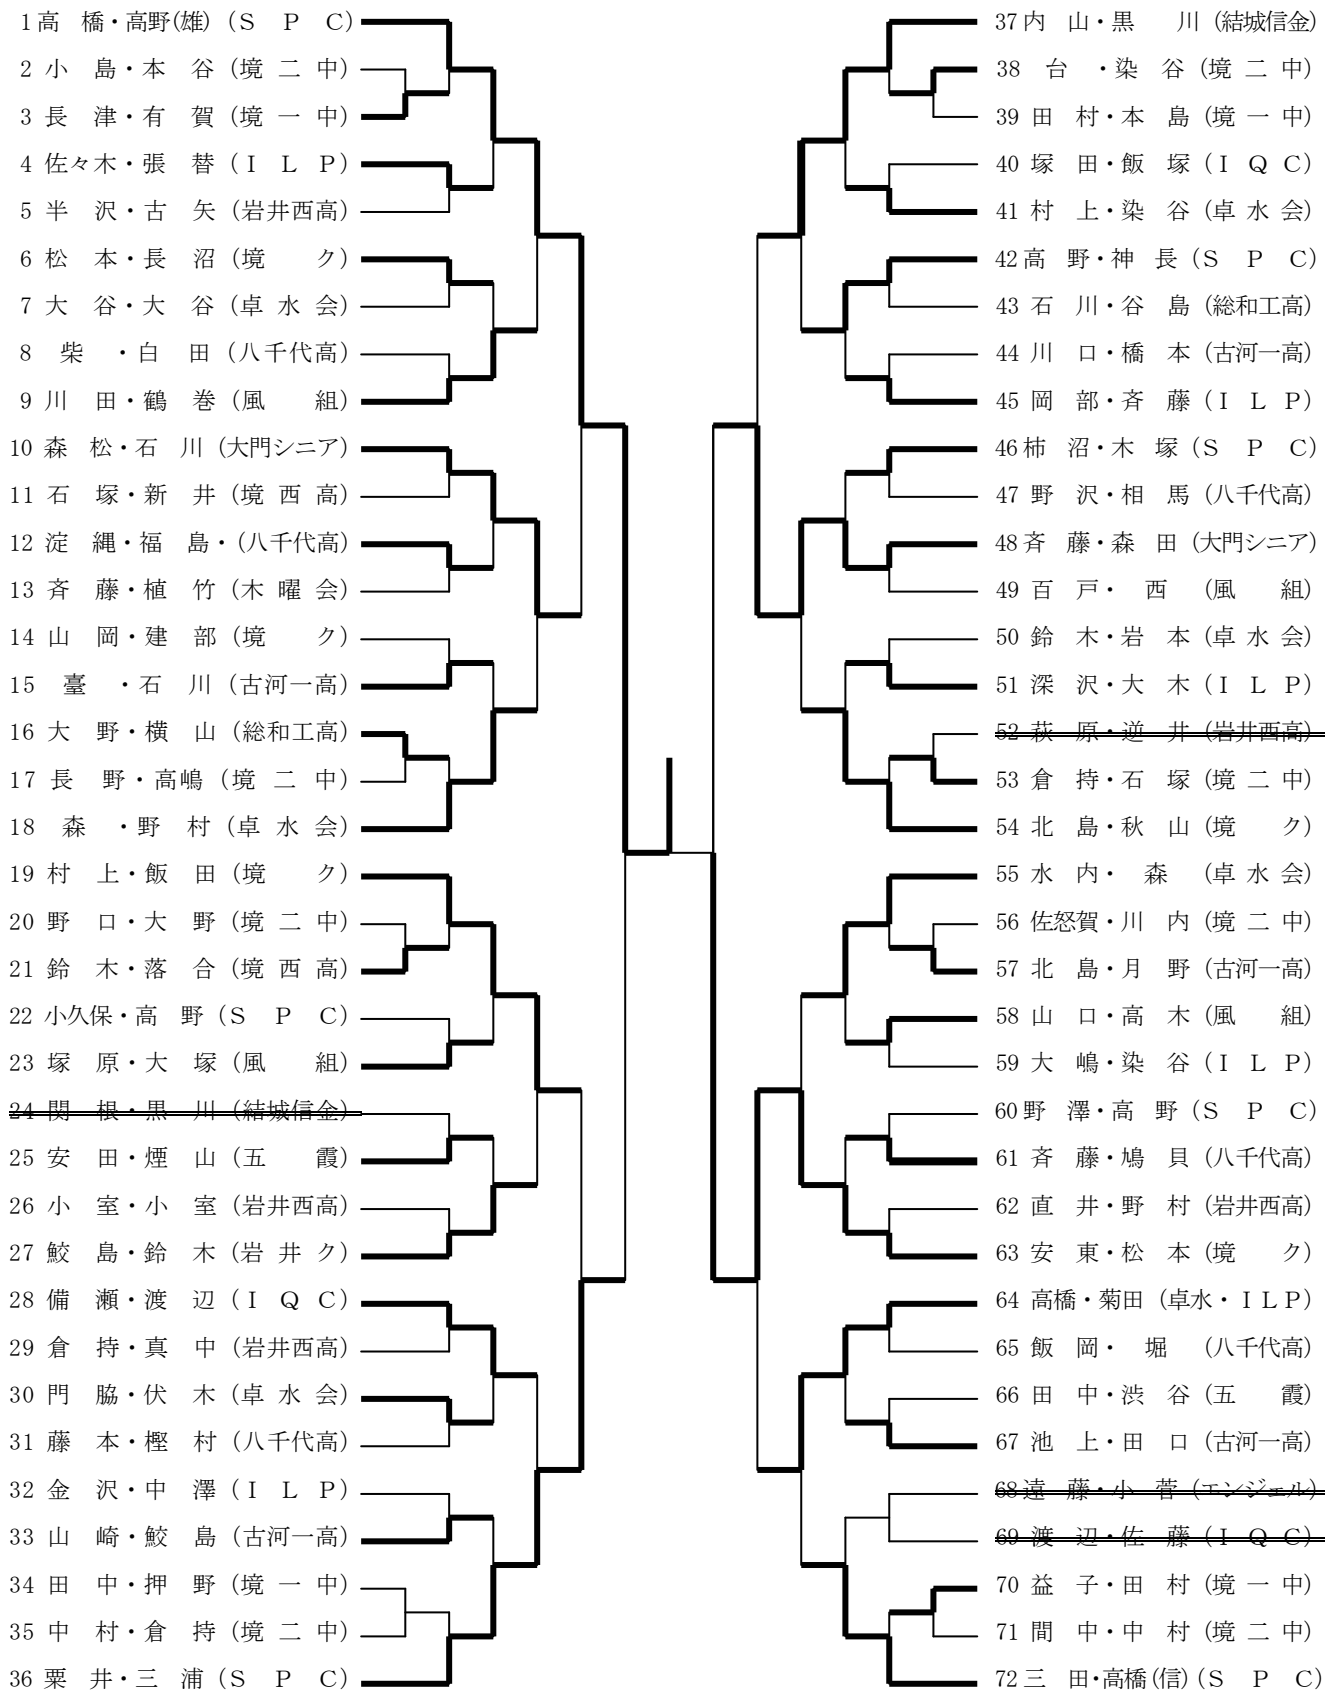 1 高 橋・高野(雄) (S P C)
2 小 島・本 谷 (境 二 中)
3 長 津・有 賀 (境 一 中)
4 佐々木・張 替 (I L P)
5 半 沢・古 矢 (岩井西高)
6 松 本・長 沼 (境 ク)
7 大 谷・大 谷 (卓 水 会)
8 柴 ・白 田 (八千代高)
9 川 田・鶴 巻 (風 組)
10 森 松・石 川 (大門シニア)
11 石 塚・新 井 (境 西 高)
12 淀 縄・福 島・(八千代高)
13 斉 藤・植 竹 (木 曜 会)
14 山 岡・建 部 (境 ク)
15 臺 ・石 川 (古河一高)
16 大 野・横 山 (総和工高)
17 長 野・高嶋 (境 二 中)
18 森 ・野 村 (卓 水 会)
19 村 上・飯 田 (境 ク)
20 野 口・大 野 (境 二 中)
21 鈴 木・落 合 (境 西 高)
22 小久保・高 野 (S P C)
23 塚 原・大 塚 (風 組)
24 関 根・黒 川 (結城信金)
25 安 田・煙 山 (五 霞)
26 小 室・小 室 (岩井西高)
27 鮫 島・鈴 木 (岩 井 ク)
28 備 瀬・渡 辺 (I Q C)
29 倉 持・真 中 (岩井西高)
30 門 脇・伏 木 (卓 水 会)
31 藤 本・樫 村 (八千代高)
32 金 沢・中 澤 (I L P)
33 山 崎・鮫 島 (古河一高)
34 田 中・押 野 (境 一 中)
35 中 村・倉 持 (境 二 中)
36 粟 井・三 浦 (S P C)
37 内 山・黒 川 (結城信金)
38 台 ・染 谷 (境 二 中)
39 田 村・本 島 (境 一 中)
40 塚 田・飯 塚 (I Q C)
41 村 上・染 谷 (卓 水 会)
42 高 野・神 長 (S P C)
43 石 川・谷 島 (総和工高)
44 川 口・橋 本 (古河一高)
45 岡 部・斉 藤 (I L P)
46 柿 沼・木 塚 (S P C)
47 野 沢・相 馬 (八千代高)
48 斉 藤・森 田 (大門シニア)
49 百 戸・ 西 (風 組)
50 鈴 木・岩 本 (卓 水 会)
51 深 沢・大 木 (I L P)
52 萩 原・逆 井 (岩井西高)
53 倉 持・石 塚 (境 二 中)
54 北 島・秋 山 (境 ク)
55 水 内・ 森 (卓 水 会)
56 佐怒賀・川 内 (境 二 中)
57 北 島・月 野 (古河一高)
58 山 口・高 木 (風 組)
59 大 嶋・染 谷 (I L P)
60 野 澤・高 野 (S P C)
61 斉 藤・鳩 貝 (八千代高)
62 直 井・野 村 (岩井西高)
63 安 東・松 本 (境 ク)
64 高橋・菊田 (卓水・I L P)
65 飯 岡・ 堀 (八千代高)
66 田 中・渋 谷 (五 霞)
67 池 上・田 口 (古河一高)
68 遠 藤・小 菅 (エンジェル)
69 渡 辺・佐 藤 (I Q C)
70 益 子・田 村 (境 一 中)
71 間 中・中 村 (境 二 中)
72 三 田・高橋(信) (S P C)